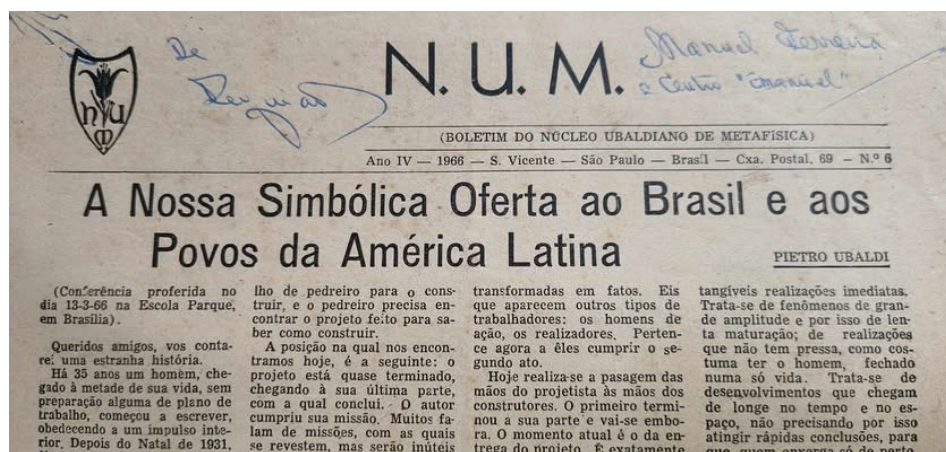 N. U. M.
De
Manuel Ferreira
e Centro "Emanuel"
nu
(BOLETIM DO NÚCLEO UBALDIANO DE METAFÍSICA)
Ano IV — 1966 — S. Vicente — São Paulo — Brasil — Cxa. Postal, 69 — N.º 6
A Nossa Simbólica Oferta ao Brasil e aos
Povos da América Latina
PIETRO UBALDI
(Conferência proferida no
dia 13-3-66 na Escola Parque,
em Brasília).
Queridos amigos, vos conta-
rei uma estranha história.
Há 35 anos um homem, che-
gado à metade de sua vida, sem
preparação alguma de plano de
trabalho, começou a escrever,
obedecendo a um impulso inte-
rior. Depois do Natal de 1931,
lho de pedreiro para o cons-
truir, e o pedreiro precisa en-
contrar o projeto feito para sa-
ber como construir.
A posição na qual nos encon-
tramos hoje, é a seguinte: o
projeto está quase terminado,
chegando à sua última parte,
com a qual conclui. O autor
cumpriu sua missão. Muitos fa-
lam de missões, com as quais
se revestem, mas serão inúteis
transformadas em fatos. Eis
que aparecem outros tipos de
trabalhadores: os homens de
ação, os realizadores. Perten-
ce agora a êles cumprir o se-
gundo ato.
Hoje realiza-se a passagem das
mãos do projetista às mãos dos
construtores. O primeiro termi-
nou a sua parte e vai-se embo-
ra. O momento atual é o da en-
trega do projeto. É exatamente
tangíveis realizações imediatas.
Trata-se de fenômenos de gran-
de amplitude e por isso de len-
ta maturação; de realizações
que não tem pressa, como cos-
tuma ter o homem, fechado
numa só vida. Trata-se de
desenvolvimentos que chegam
de longe no tempo e no es-
paço, não precisando por isso
atingir rápidas conclusões, para
que, quem enxerga só de perto